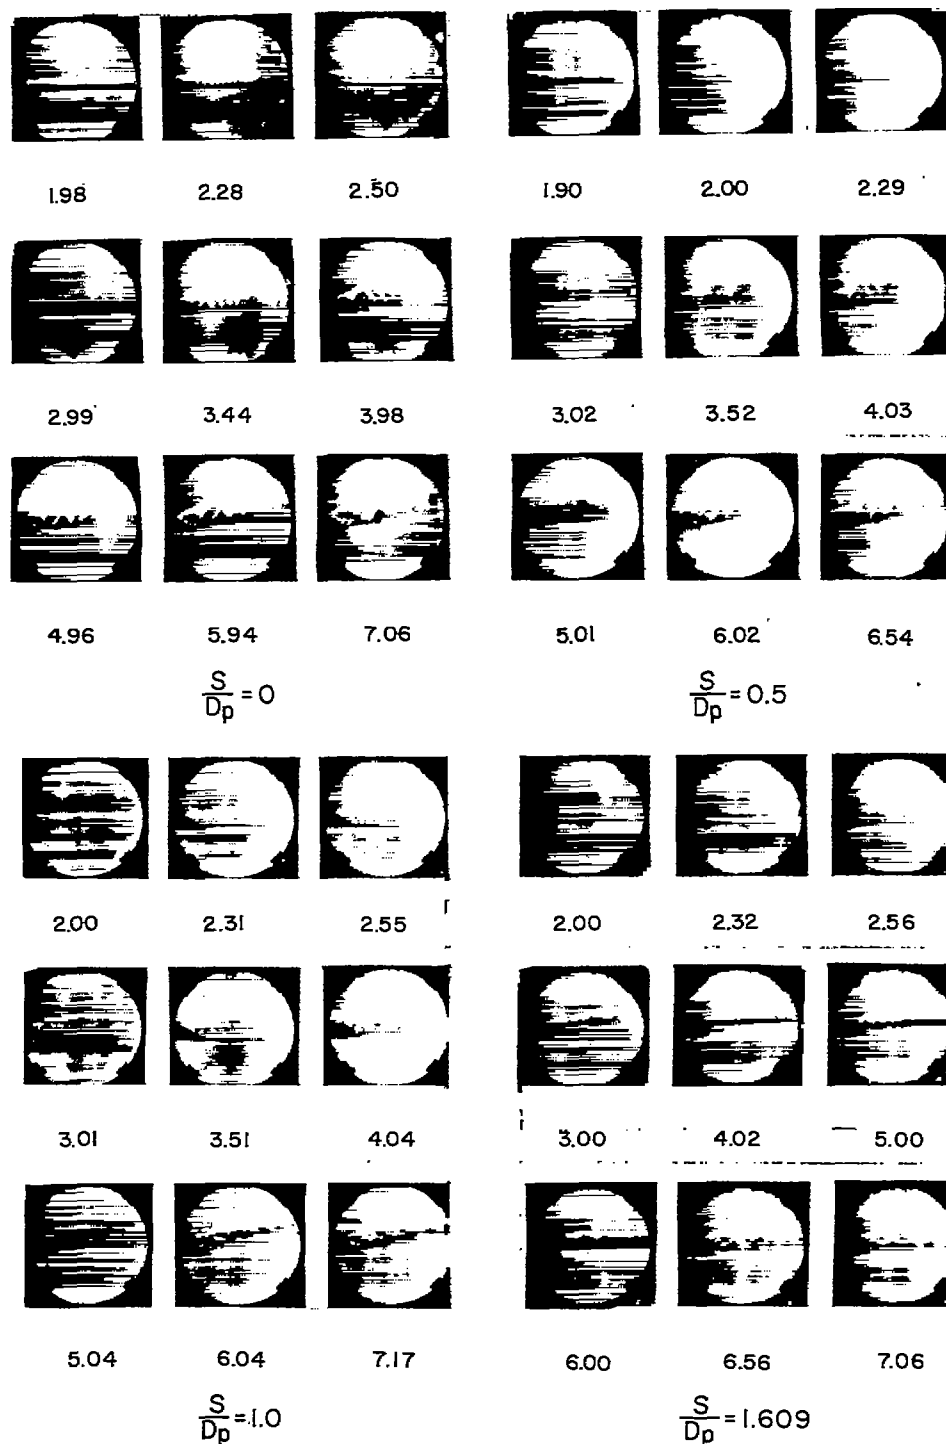 1.98 2.28 2.50
2.99 3.44 3.98
4.96 5.94 7.06
S/Dp = 0
1.90 2.00 2.29
3.02 3.52 4.03
5.01 6.02 6.54
S/Dp = 0.5
2.00 2.31 2.55
3.01 3.51 4.04
5.04 6.04 7.17
S/Dp = 1.0
2.00 2.32 2.56
3.00 4.02 5.00
6.00 6.56 7.06
S/Dp = 1.609